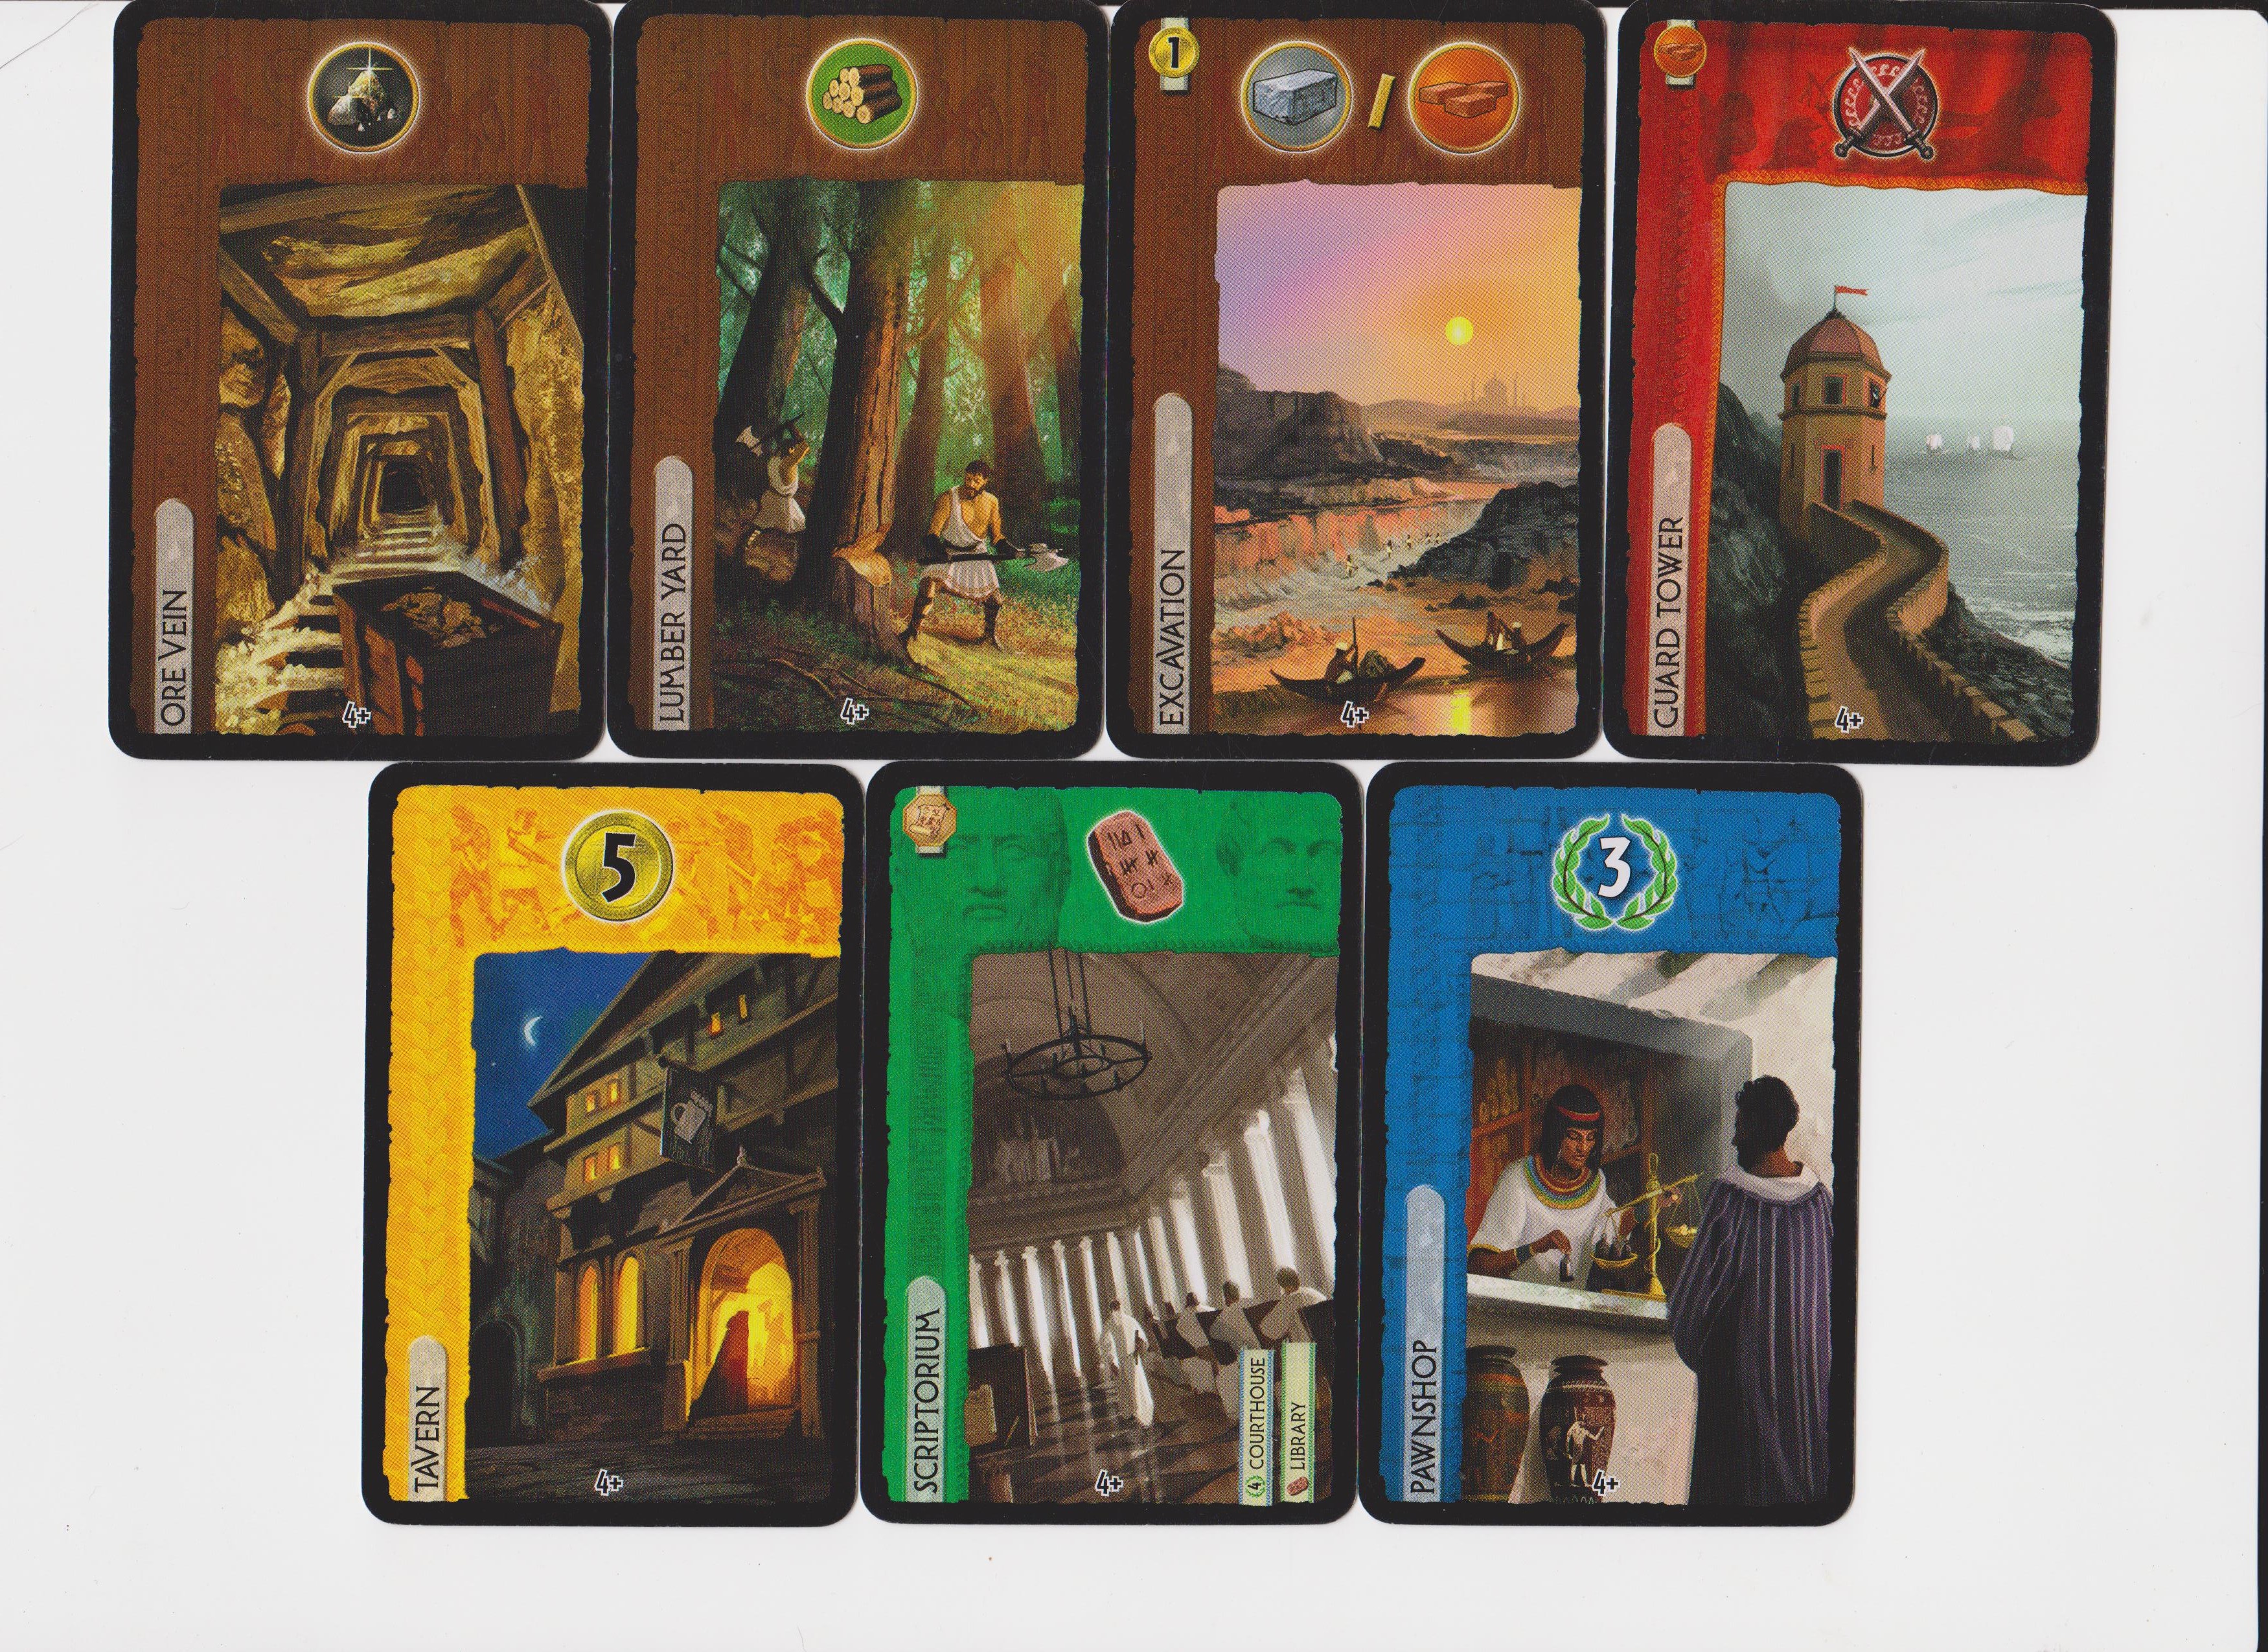 ORE VEIN
4+
LUMBER YARD
4+
1
EXCAVATION
4+
GUARD TOWER
4+
5
TAVERN
4+
SCRIPTORIUM
4+
4 COURTHOUSE
LIBRARY
3
PAWNSHOP
4+